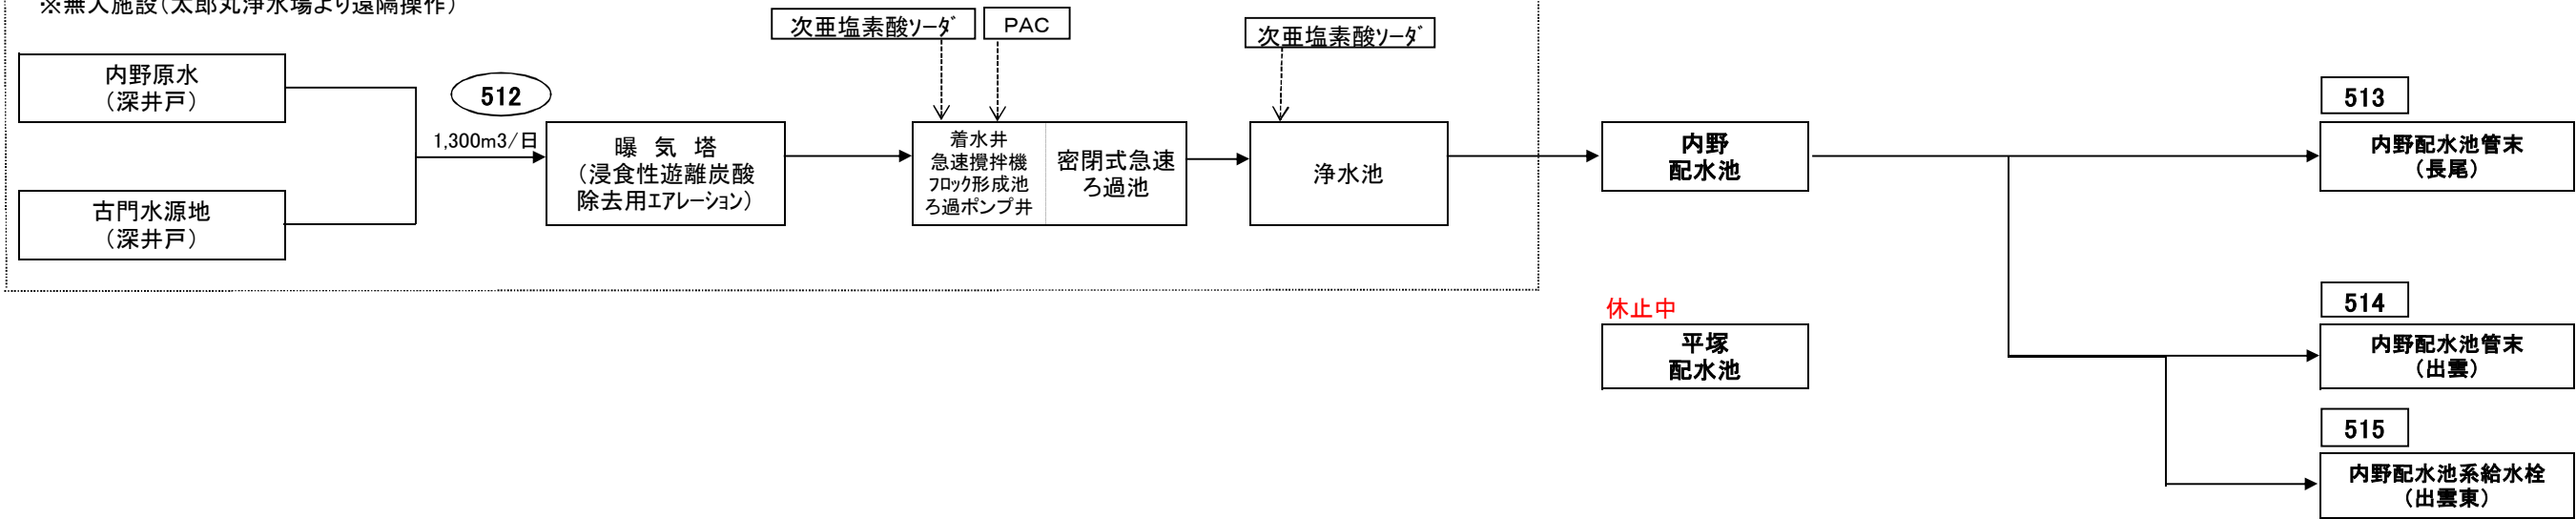 ※無人施設（太郎丸浄水場より遠隔操作）
次亜塩素酸ｿｰﾀﾞ
PAC
次亜塩素酸ｿｰﾀﾞ
内野原水
（深井戸）
古門水源地
（深井戸）
512
1,300m3/日
曝　気　塔
（浸食性遊離炭酸
除去用ｴｱﾚｰｼｮﾝ）
着水井
急速攪拌機
ﾌﾛｯｸ形成池
ろ過ポンプ井
密閉式急速
ろ過池
浄水池
内野
配水池
休止中
平塚
配水池
513
内野配水池管末
（長尾）
514
内野配水池管末
（出雲）
515
内野配水池系給水栓
（出雲東）